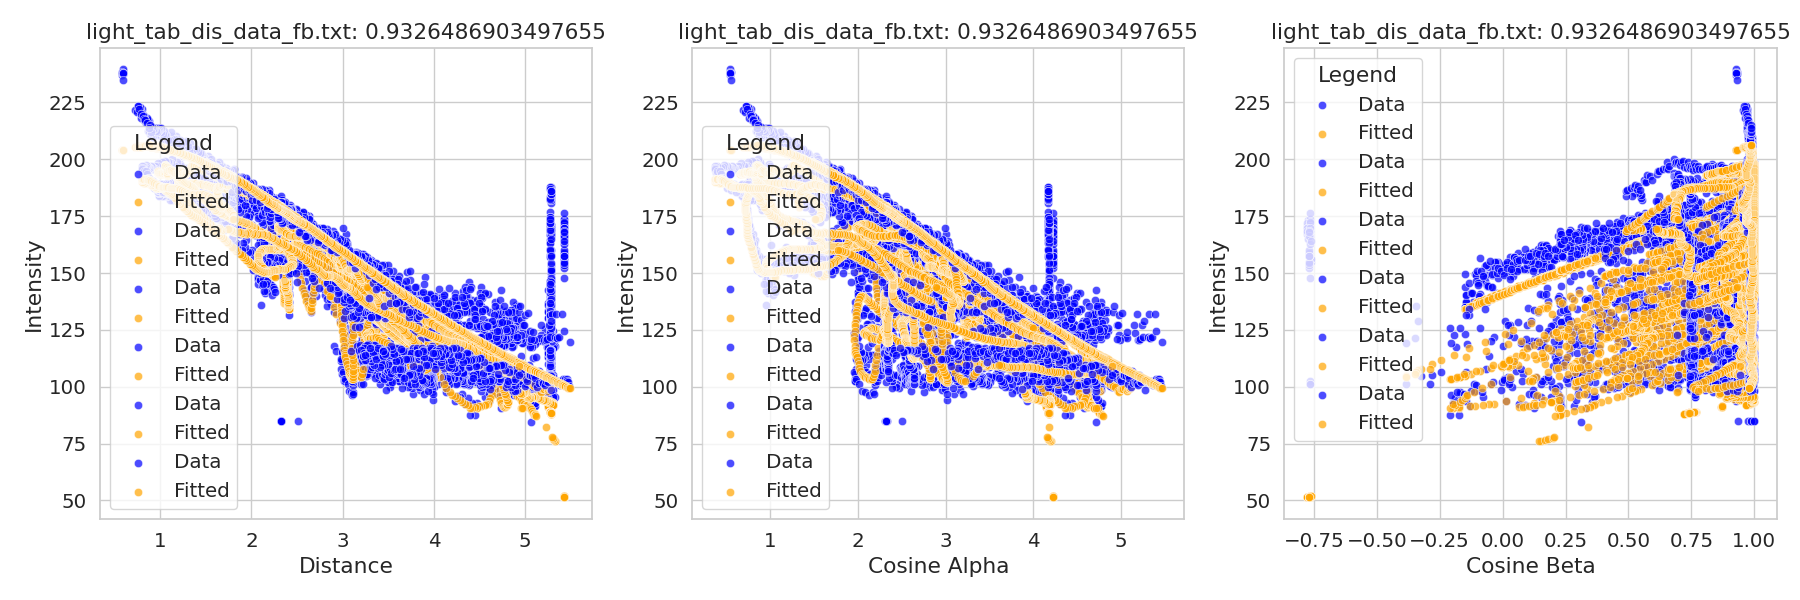 light_tab_dis_data_fb.txt: 0.9326486903497655
225
200
175
150
125
100
75
50
Intensity
Legend
Data
Fitted
Data
Fitted
Data
Fitted
Data
Fitted
Data
Fitted
Data
Fitted
1 2 3 4 5
Distance
light_tab_dis_data_fb.txt: 0.9326486903497655
225
200
175
150
125
100
75
50
Intensity
Legend
Data
Fitted
Data
Fitted
Data
Fitted
Data
Fitted
Data
Fitted
Data
Fitted
1 2 3 4 5
Cosine Alpha
light_tab_dis_data_fb.txt: 0.9326486903497655
225
200
175
150
125
100
75
50
Intensity
Legend
Data
Fitted
Data
Fitted
Data
Fitted
Data
Fitted
Data
Fitted
Data
Fitted
−0.75 −0.50 −0.25 0.00 0.25 0.50 0.75 1.00
Cosine Beta